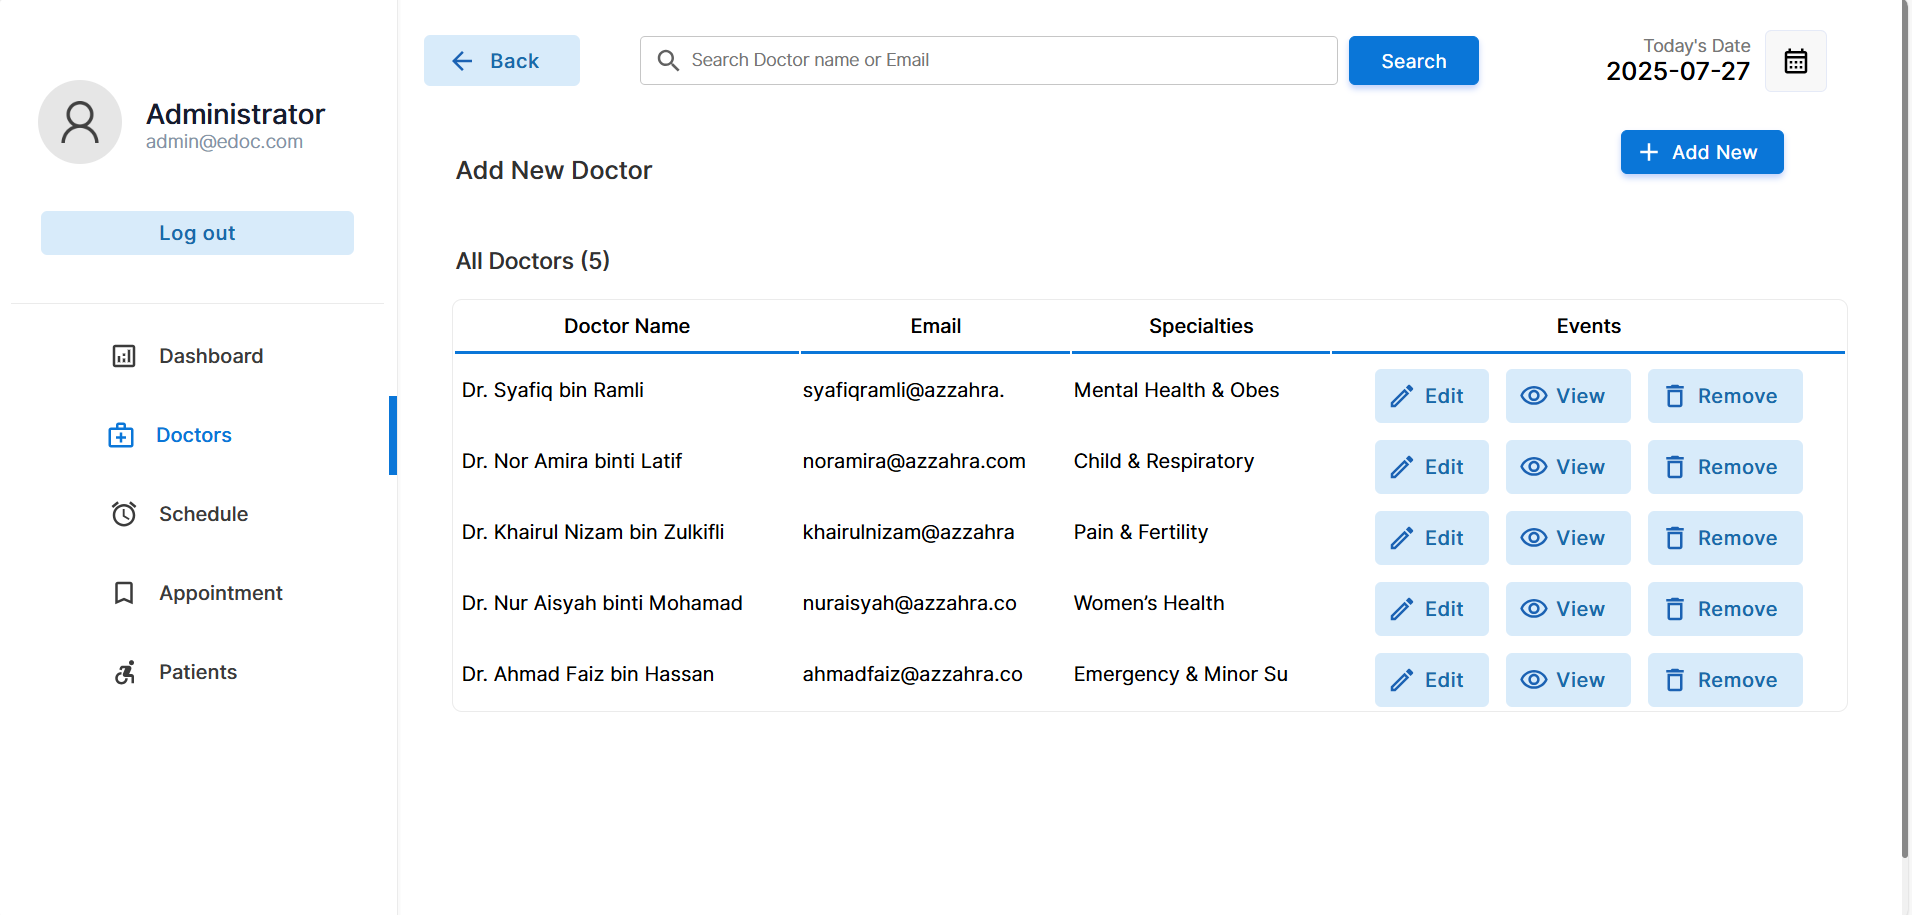 Administrator
admin@edoc.com
Log out
Dashboard
Doctors
Schedule
Appointment
Patients
Back
Search Doctor name or Email
Search
Today's Date
2025-07-27
Add New Doctor
Add New
All Doctors (5)
Doctor Name Email Specialties Events
Dr. Syafiq bin Ramli syafiqramli@azzahra. Mental Health & Obes Edit View Remove
Dr. Nor Amira binti Latif noramira@azzahra.com Child & Respiratory Edit View Remove
Dr. Khairul Nizam bin Zulkifli khairulnizam@azzahra Pain & Fertility Edit View Remove
Dr. Nur Aisyah binti Mohamad nuraisyah@azzahra.co Women’s Health Edit View Remove
Dr. Ahmad Faiz bin Hassan ahmadfaiz@azzahra.co Emergency & Minor Su Edit View Remove